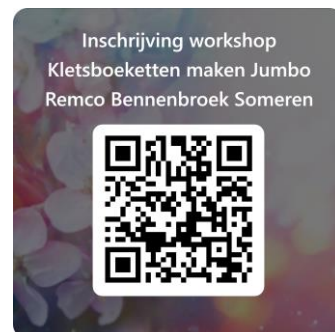 Inschrijving workshop
Kletsboeketten maken Jumbo
Remco Bennenbroek Someren